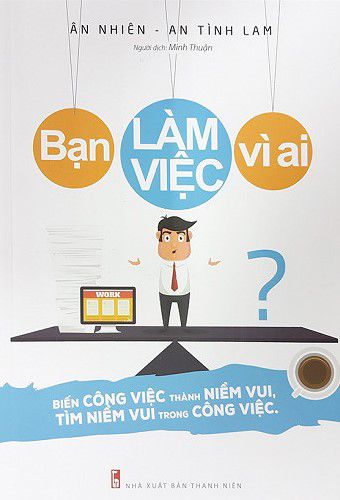 ÂN NHIÊN - AN TÌNH LAM
Người dịch: Minh Thuận
Bạn
LÀM
VIỆC
vì ai
WORK
?
BIẾN CÔNG VIỆC THÀNH NIỀM VUI,
TÌM NIỀM VUI TRONG CÔNG VIỆC.
NHÀ XUẤT BẢN THANH NIÊN